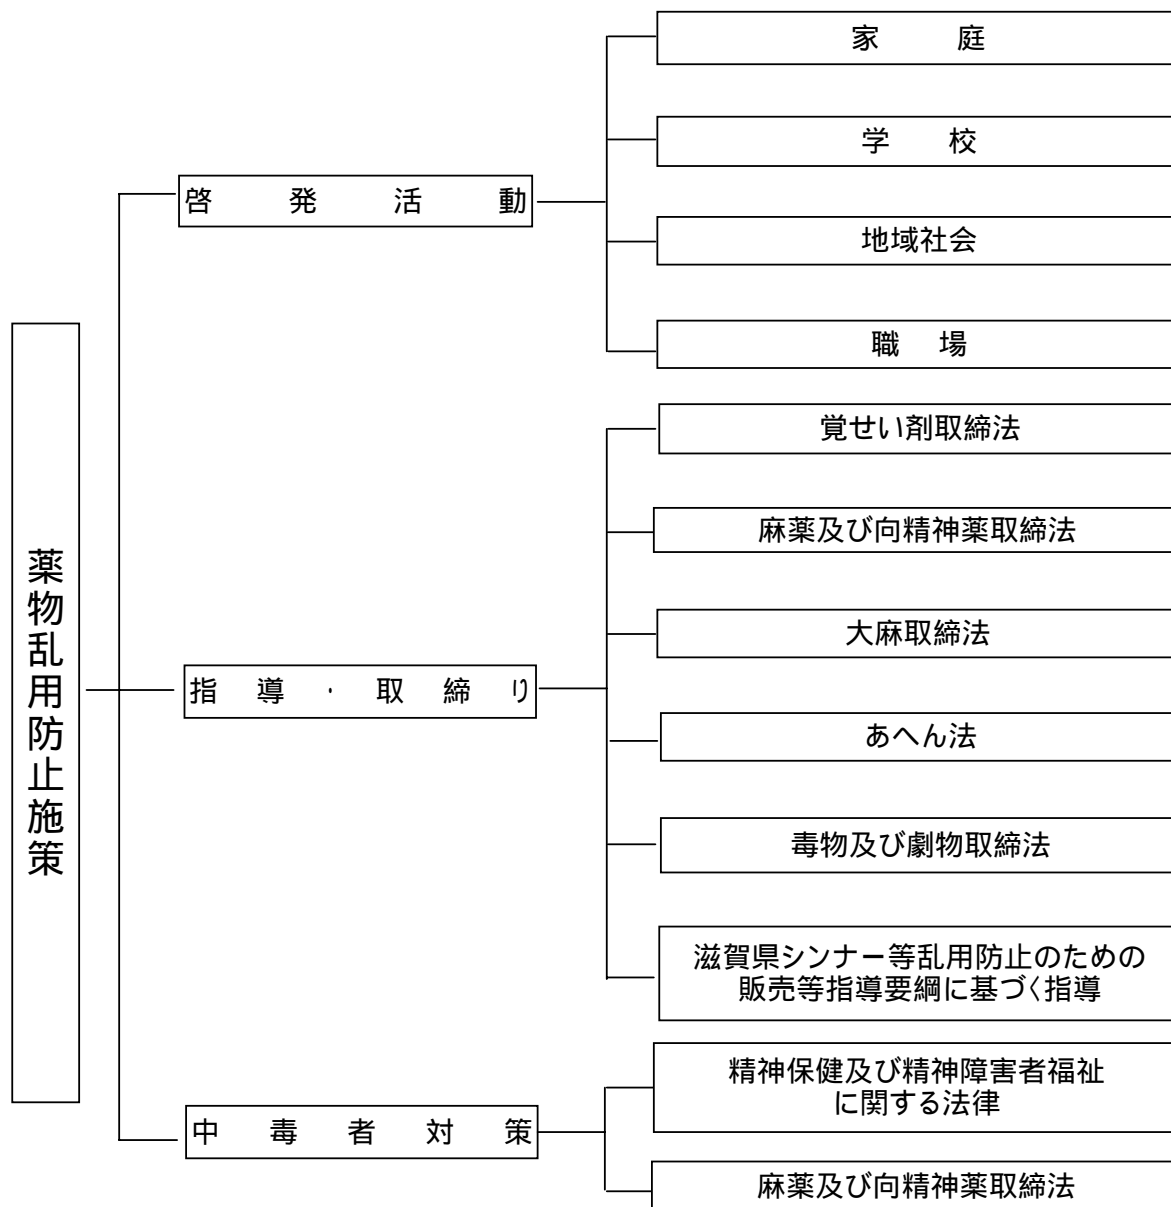 薬物乱用防止施策
啓発活動
家庭
学校
地域社会
職場
指導・取締り
覚せい剤取締法
麻薬及び向精神薬取締法
大麻取締法
あへん法
毒物及び劇物取締法
滋賀県シンナー等乱用防止のための
販売等指導要綱に基づく指導
中毒者対策
精神保健及び精神障害者福祉
に関する法律
麻薬及び向精神薬取締法